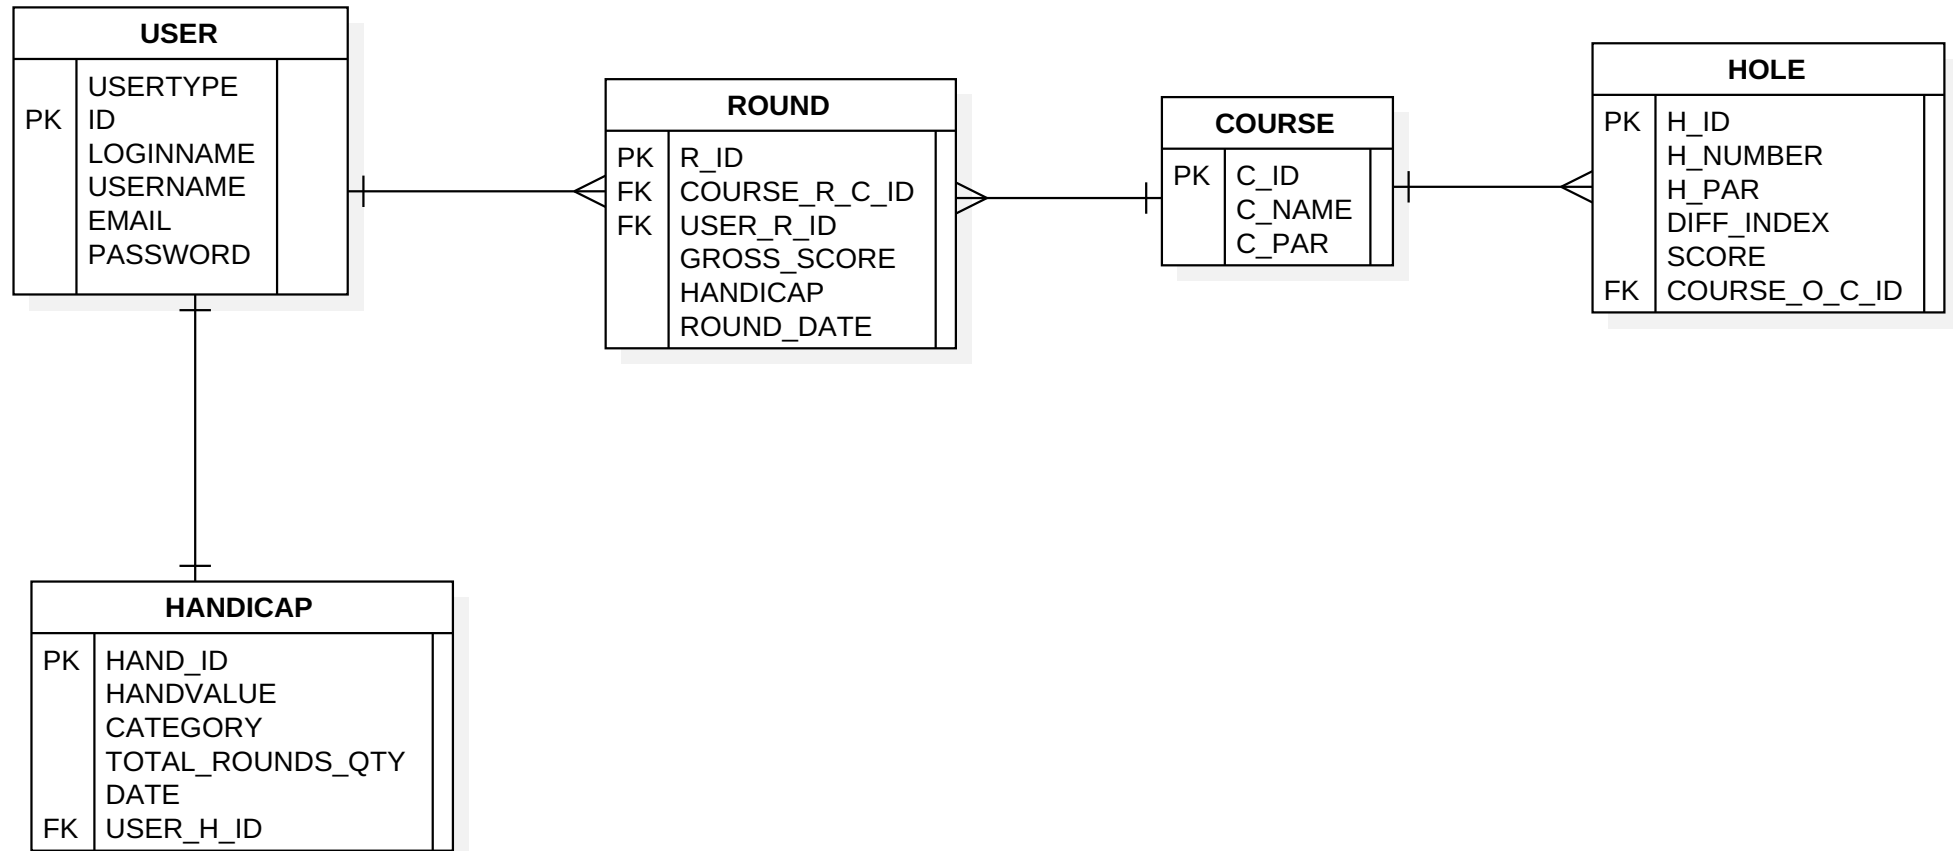 USER
USERTYPE
PK ID
LOGINNAME
USERNAME
EMAIL
PASSWORD
ROUND
PK R_ID
FK COURSE_R_C_ID
FK USER_R_ID
GROSS_SCORE
HANDICAP
ROUND_DATE
COURSE
PK C_ID
C_NAME
C_PAR
HOLE
PK H_ID
H_NUMBER
H_PAR
DIFF_INDEX
SCORE
FK COURSE_O_C_ID
HANDICAP
PK HAND_ID
HANDVALUE
CATEGORY
TOTAL_ROUNDS_QTY
DATE
FK USER_H_ID